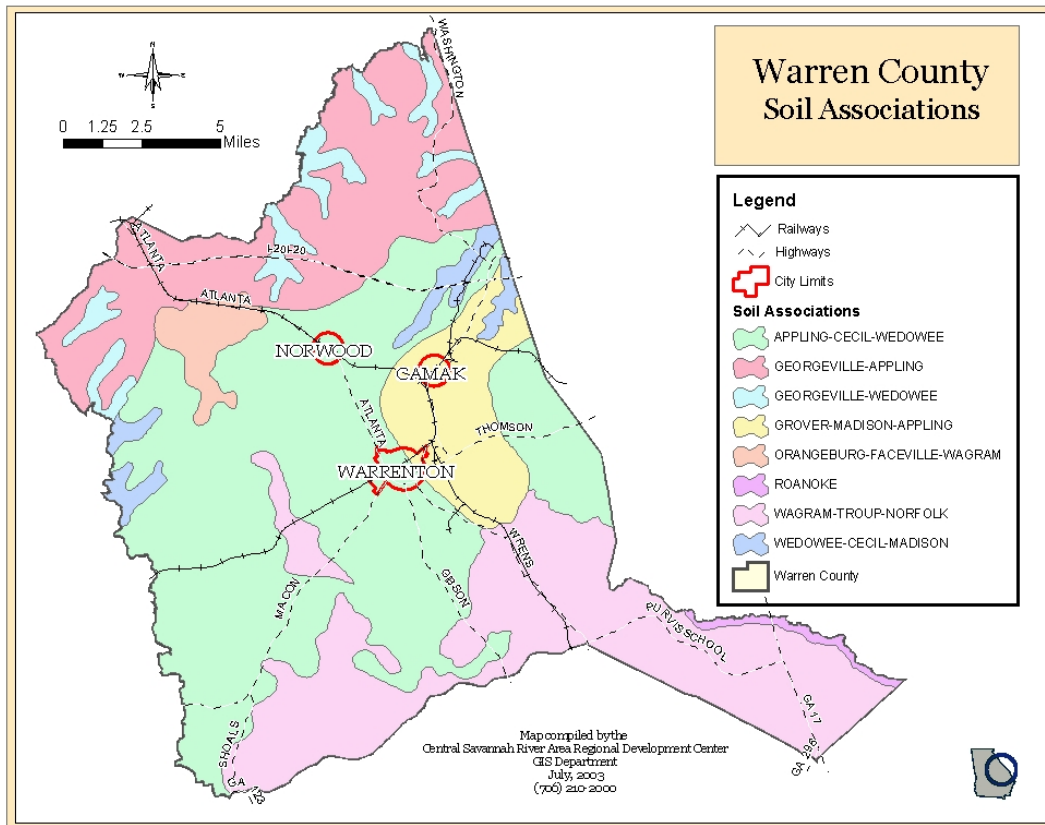 WASHINGTON
N
W
E
S
0 1.25 2.5 5
Miles
Warren County
Soil Associations
Legend
Railways
Highways
City Limits
Soil Associations
APPLING-CECIL-WEDOWEE
GEORGEVILLE-APPLING
GEORGEVILLE-WEDOWEE
GROVER-MADISON-APPLING
ORANGEBURG-FACEVILLE-WAGRAM
ROANOKE
WAGRAM-TROUP-NORFOLK
WEDOWEE-CECIL-MADISON
Warren County
ATLANTA
I-20 I-20
ATLANTA
NORWOOD
CAMAK
ATLANTA
THOMSON
WARRENTON
WRENS
GIBSON
MACON
PURVIS SCHOOL
SHOALS
GA 17
GA 296
GA 123
Map compiled by the
Central Savannah River Area Regional Development Center
GIS Department
July, 2003
(706) 210-2000